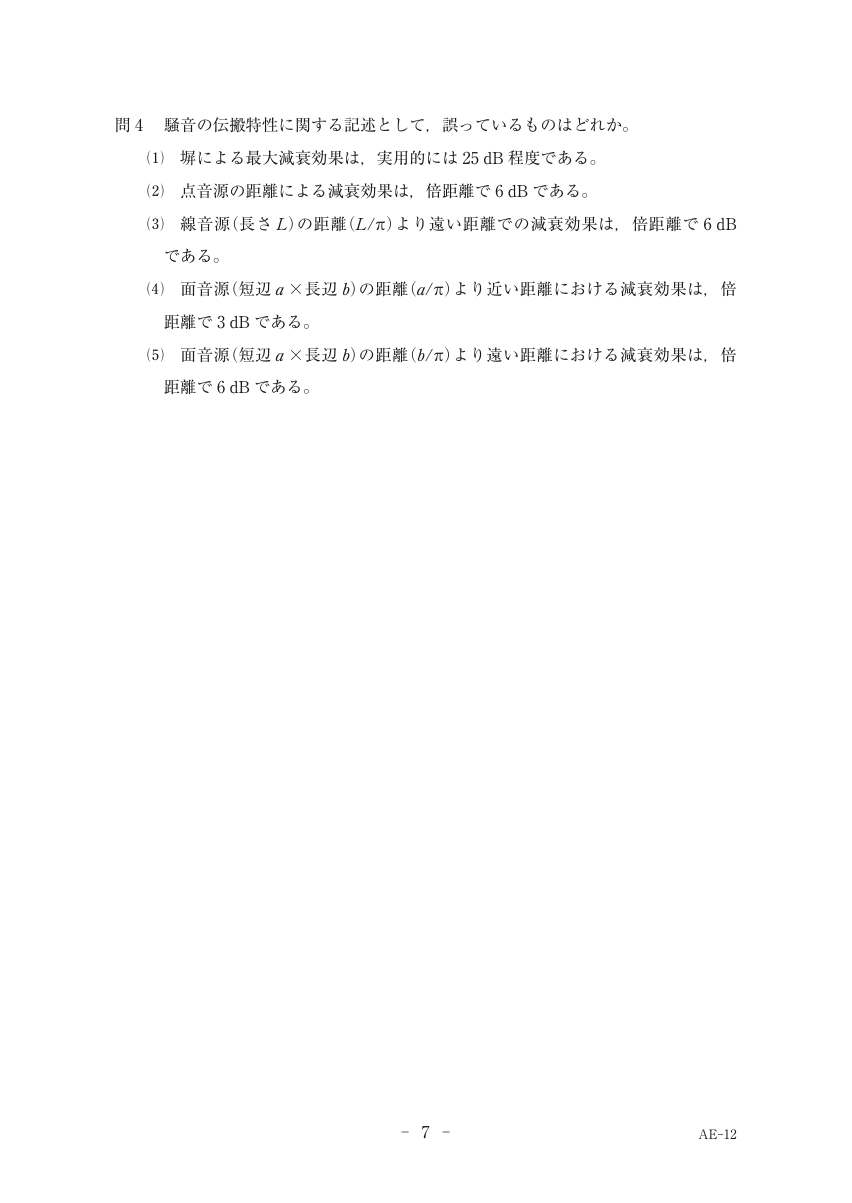 問4 騒音の伝搬特性に関する記述として，誤っているものはどれか。
⑴ 塀による最大減衰効果は，実用的には 25 dB 程度である。
⑵ 点音源の距離による減衰効果は，倍距離で 6 dB である。
⑶ 線音源(長さ L)の距離(L/π)より遠い距離での減衰効果は，倍距離で 6 dB
である。
⑷ 面音源(短辺 a × 長辺 b)の距離(a/π)より近い距離における減衰効果は，倍
距離で 3 dB である。
⑸ 面音源(短辺 a × 長辺 b)の距離(b/π)より遠い距離における減衰効果は，倍
距離で 6 dB である。
- 7 -
AE-12